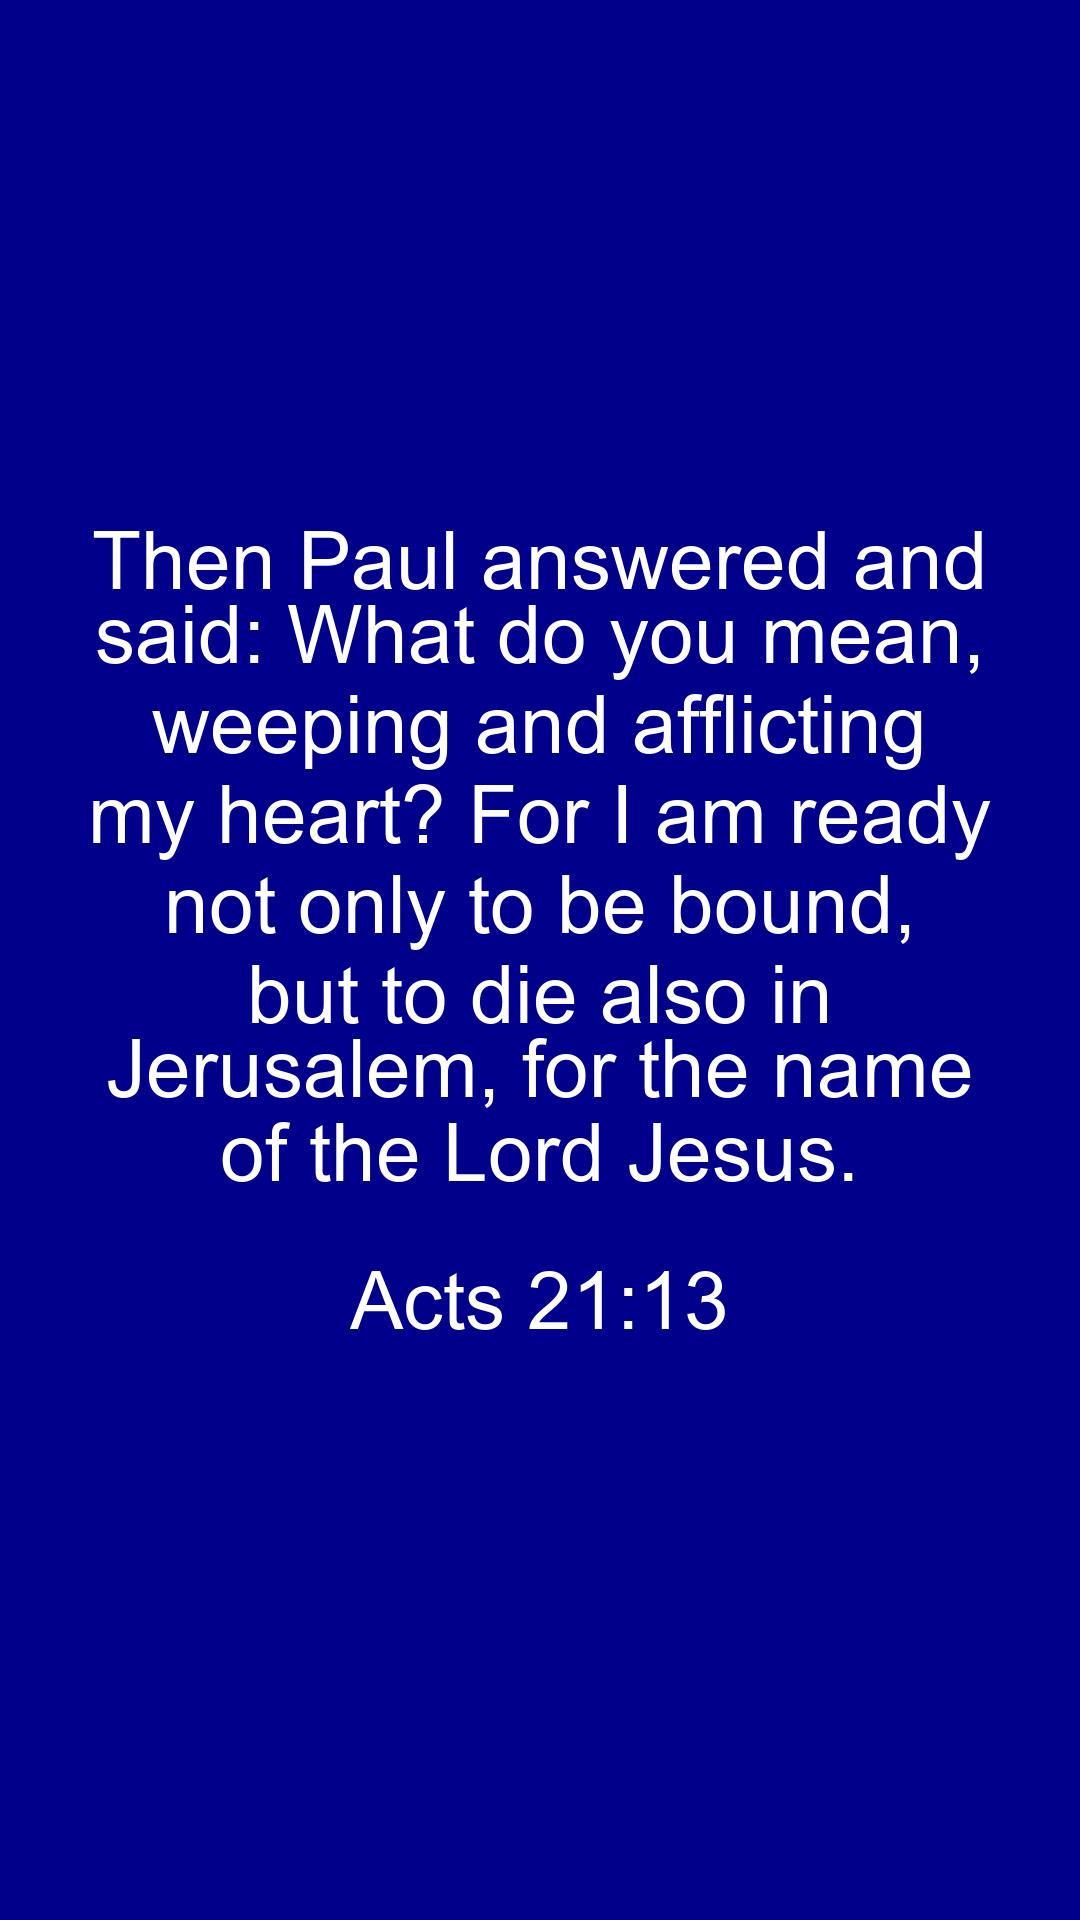 Then Paul answered and
said: What do you mean,
weeping and afflicting
my heart? For I am ready
not only to be bound,
but to die also in
Jerusalem, for the name
of the Lord Jesus.
Acts 21:13